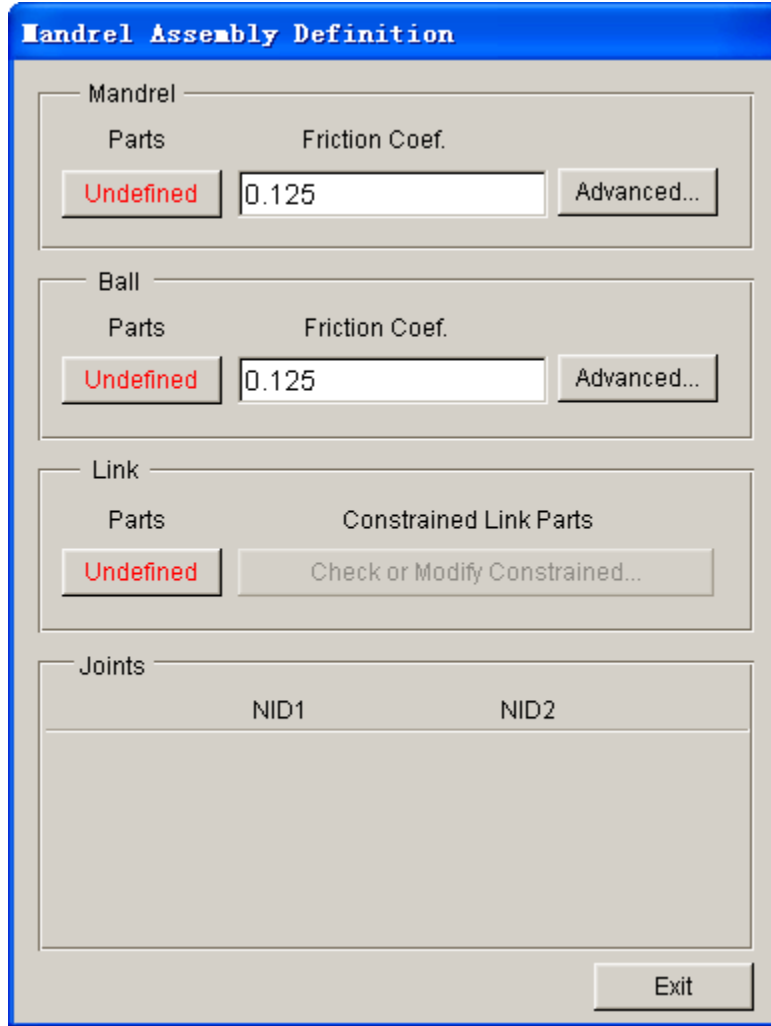 Mandrel Assembly Definition
Mandrel
Parts Friction Coef.
Undefined 0.125 Advanced...
Ball
Parts Friction Coef.
Undefined 0.125 Advanced...
Link
Parts Constrained Link Parts
Undefined Check or Modify Constrained...
Joints
NID1 NID2
Exit